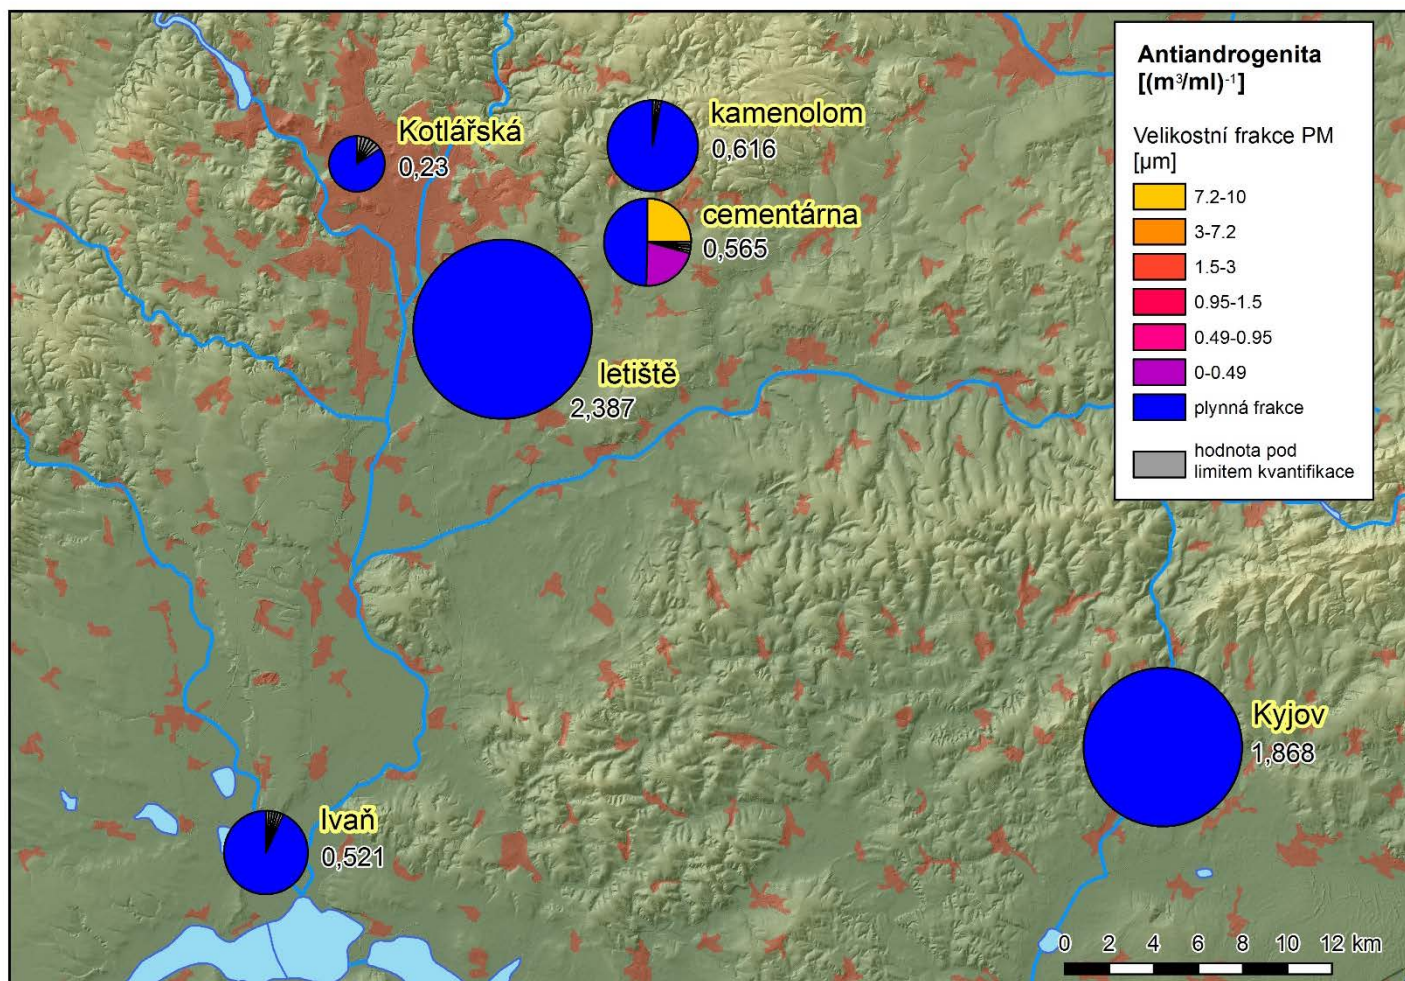 Antiandrogenita
[(m³/ml)⁻¹]
Velikostní frakce PM
[µm]
7.2-10
3-7.2
1.5-3
0.95-1.5
0.49-0.95
0-0.49
plynná frakce
hodnota pod
limitem kvantifikace
Kotlářská
0,23
kamenolom
0,616
cementárna
0,565
letiště
2,387
Kyjov
1,868
Ivaň
0,521
0 2 4 6 8 10 12 km